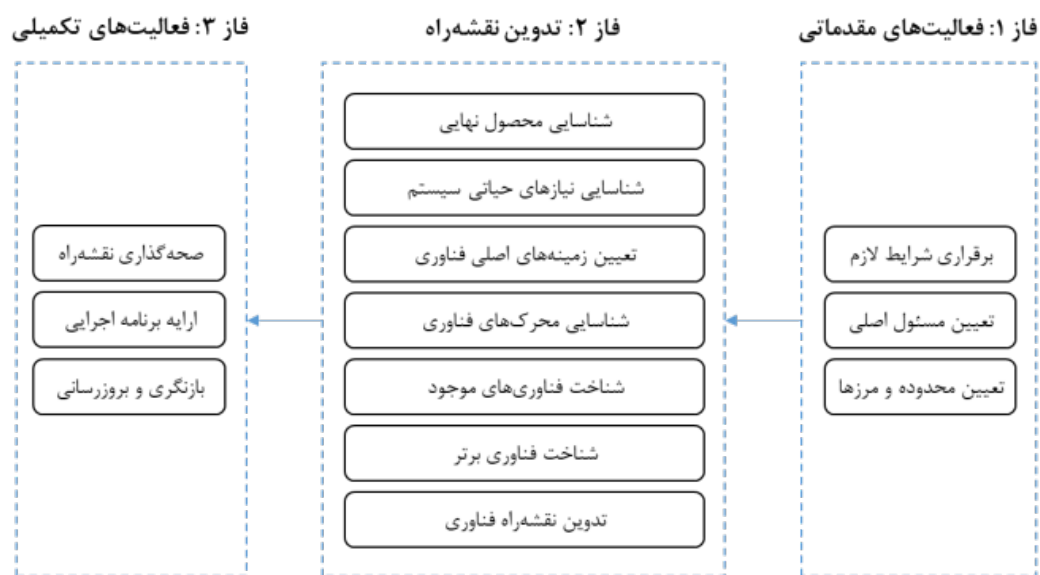 فاز ۱: فعالیت‌های مقدماتی
برقراری شرایط لازم
تعیین مسئول اصلی
تعیین محدوده و مرزها
فاز ۲: تدوین نقشه‌راه
شناسایی محصول نهایی
شناسایی نیازهای حیاتی سیستم
تعیین زمینه‌های اصلی فناوری
شناسایی محرک‌های فناوری
شناخت فناوری‌های موجود
شناخت فناوری برتر
تدوین نقشه‌راه فناوری
فاز ۳: فعالیت‌های تکمیلی
صحه‌گذاری نقشه‌راه
ارایه برنامه اجرایی
بازنگری و بروزرسانی